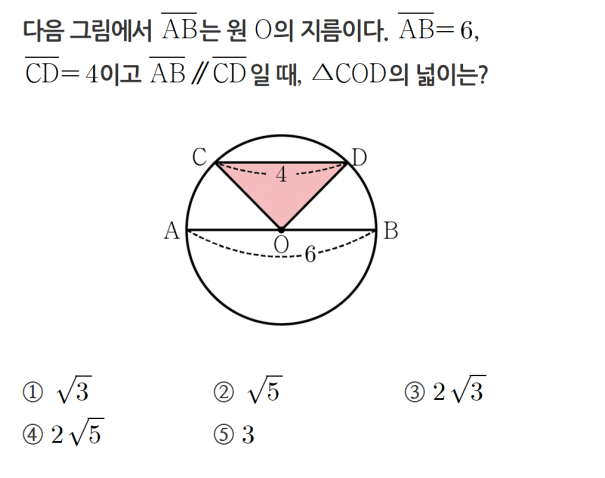 다음 그림에서 AB는 원 O의 지름이다. AB=6,
CD=4이고 AB∥CD일 때, △COD의 넓이는?
C D
4
A B
O
6
① √3 ② √5 ③ 2√3
④ 2√5 ⑤ 3